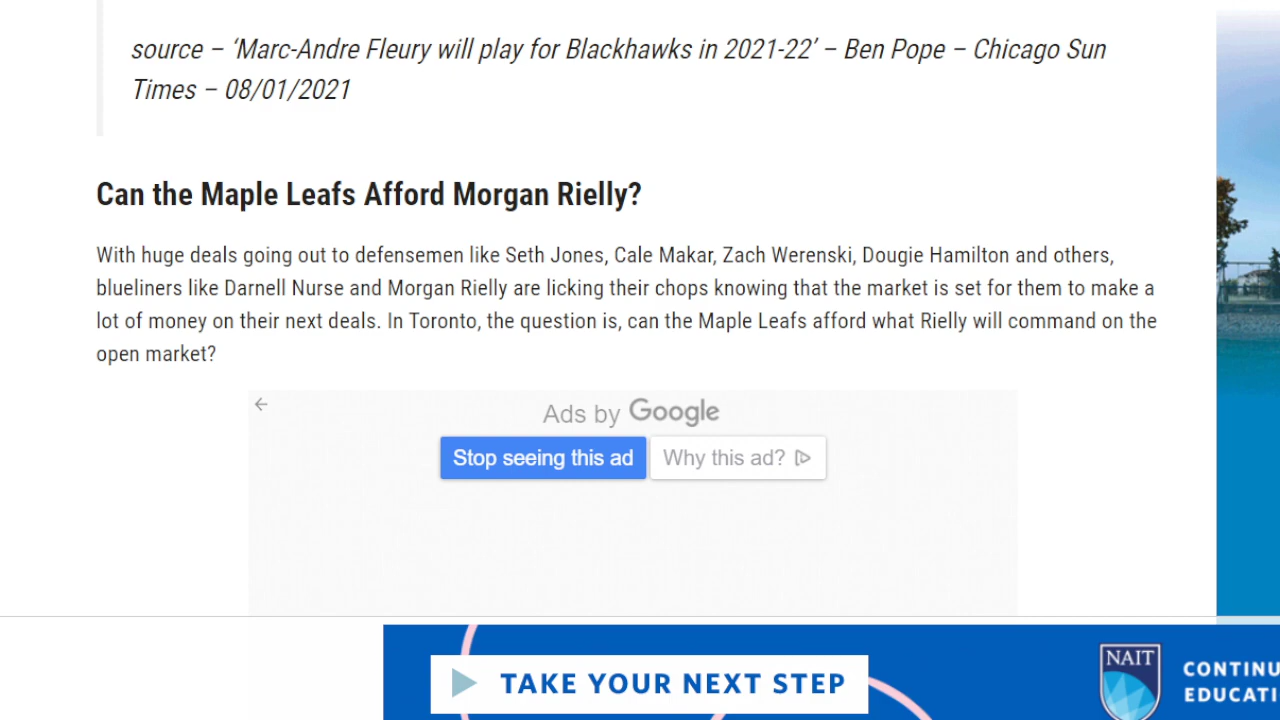 source – ‘Marc-Andre Fleury will play for Blackhawks in 2021-22’ – Ben Pope – Chicago Sun
Times – 08/01/2021
Can the Maple Leafs Afford Morgan Rielly?
With huge deals going out to defensemen like Seth Jones, Cale Makar, Zach Werenski, Dougie Hamilton and others,
blueliners like Darnell Nurse and Morgan Rielly are licking their chops knowing that the market is set for them to make a
lot of money on their next deals. In Toronto, the question is, can the Maple Leafs afford what Rielly will command on the
open market?
Ads by Google
Stop seeing this ad Why this ad?
TAKE YOUR NEXT STEP
NAIT
CONTINU
EDUCATI